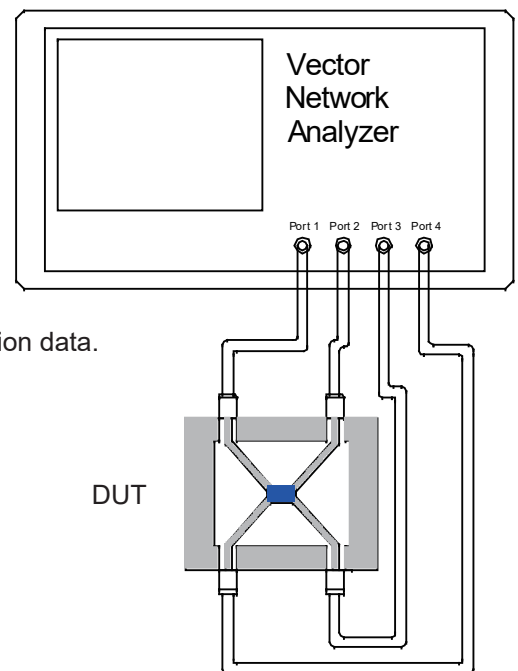 Vector
Network
Analyzer
Port 1 Port 2 Port 3 Port 4
ion data.
DUT